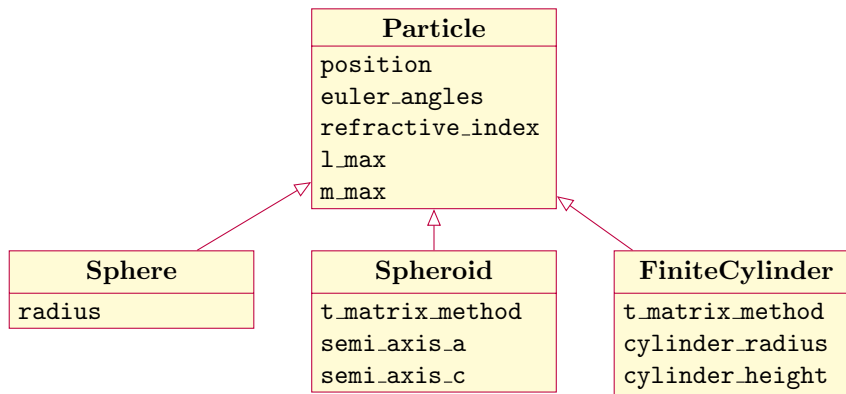 Particle
position
euler_angles
refractive_index
l_max
m_max
Sphere
radius
Spheroid
t_matrix_method
semi_axis_a
semi_axis_c
FiniteCylinder
t_matrix_method
cylinder_radius
cylinder_height